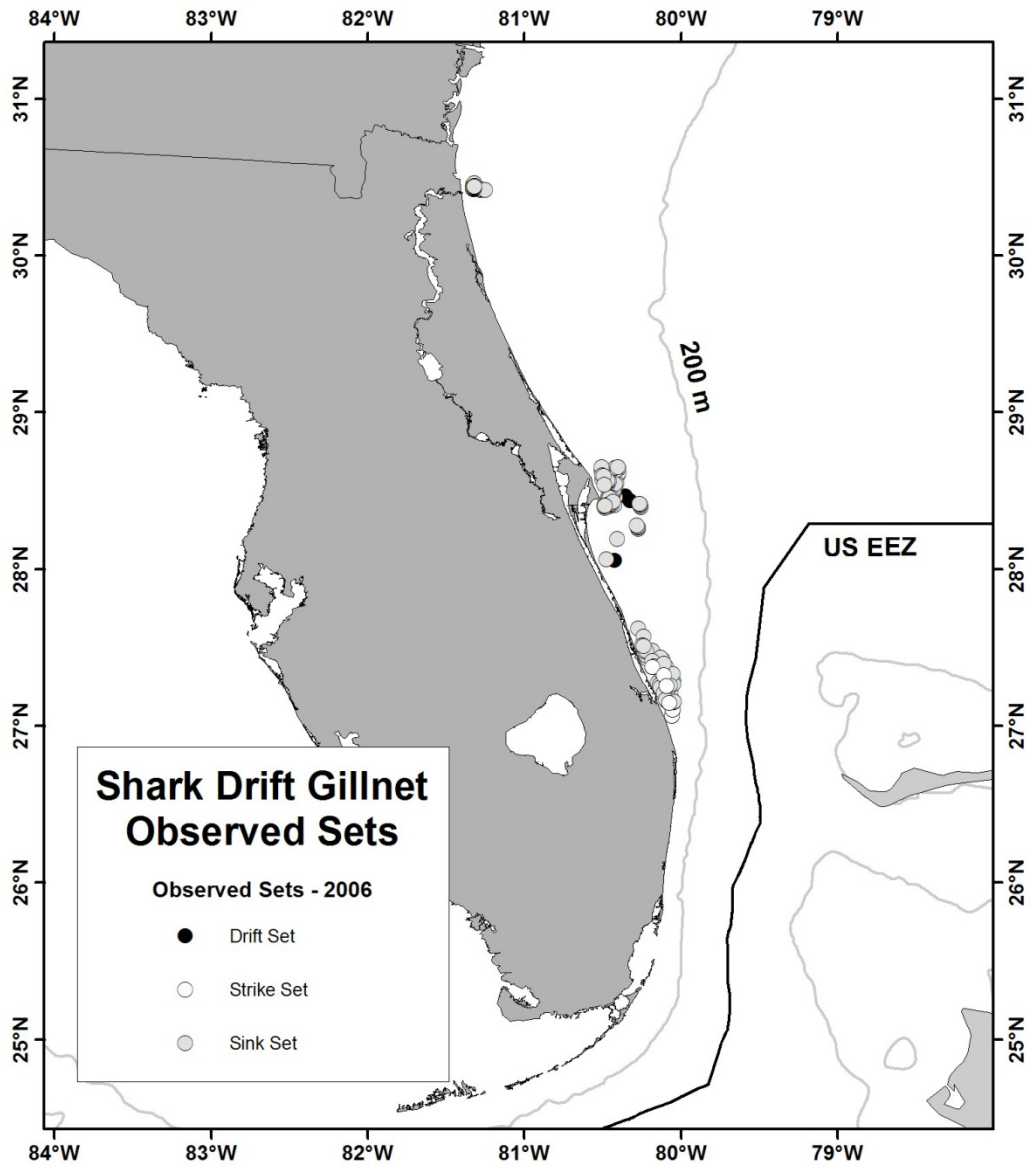 84°W 83°W 82°W 81°W 80°W 79°W
31°N 31°N
30°N 30°N
200 m
29°N 29°N
US EEZ
28°N 28°N
27°N 27°N
Shark Drift Gillnet
Observed Sets
26°N 26°N
Observed Sets - 2006
Drift Set
Strike Set
25°N 25°N
Sink Set
84°W 83°W 82°W 81°W 80°W 79°W